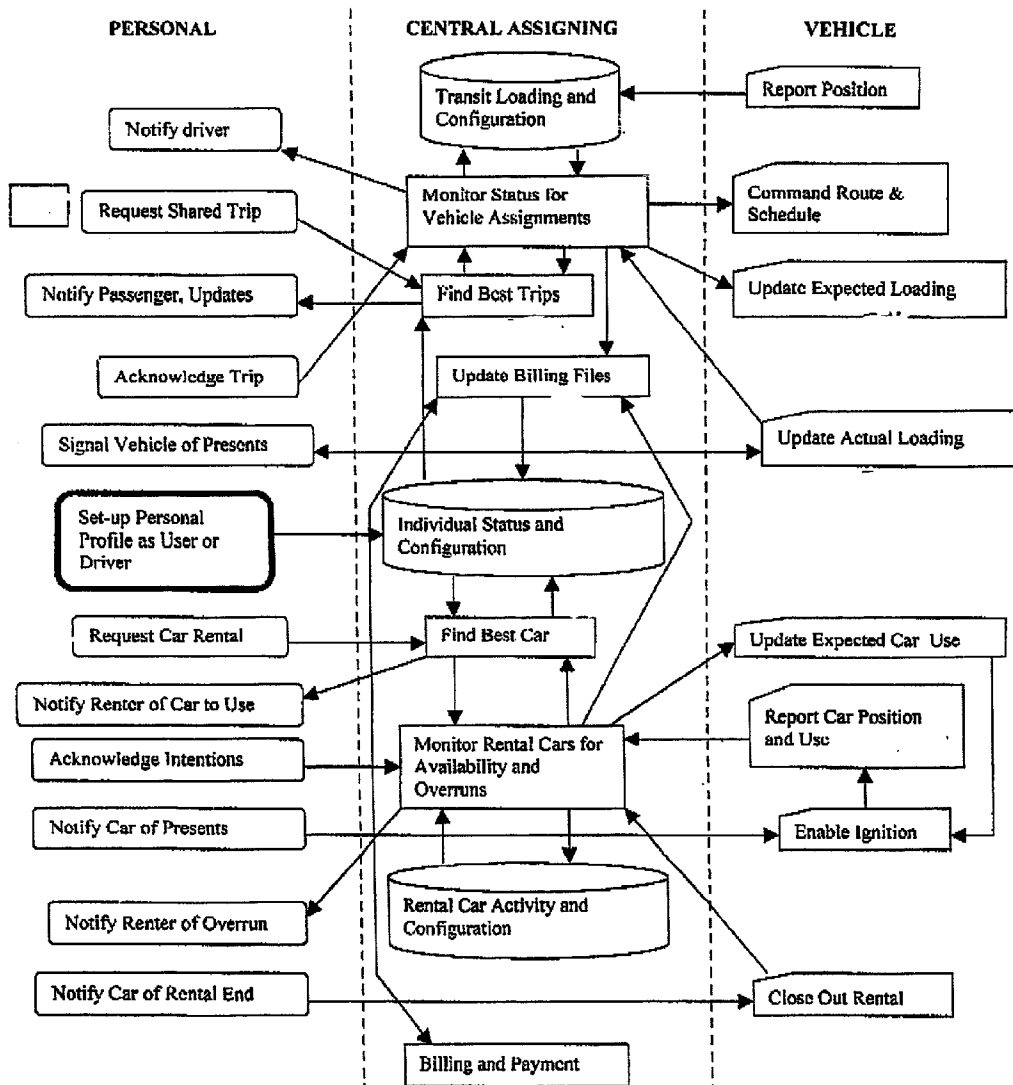 PERSONAL
CENTRAL ASSIGNING
VEHICLE
Transit Loading and
Configuration
Report Position
Notify driver
Monitor Status for
Vehicle Assignments
Command Route &
Schedule
Request Shared Trip
Notify Passenger, Updates
Find Best Trips
Update Expected Loading
Acknowledge Trip
Update Billing Files
Signal Vehicle of Presents
Update Actual Loading
Set-up Personal
Profile as User or
Driver
Individual Status and
Configuration
Request Car Rental
Find Best Car
Update Expected Car Use
Notify Renter of Car to Use
Report Car Position
and Use
Acknowledge Intentions
Monitor Rental Cars for
Availability and
Overruns
Notify Car of Presents
Enable Ignition
Rental Car Activity and
Configuration
Notify Renter of Overrun
Notify Car of Rental End
Close Out Rental
Billing and Payment